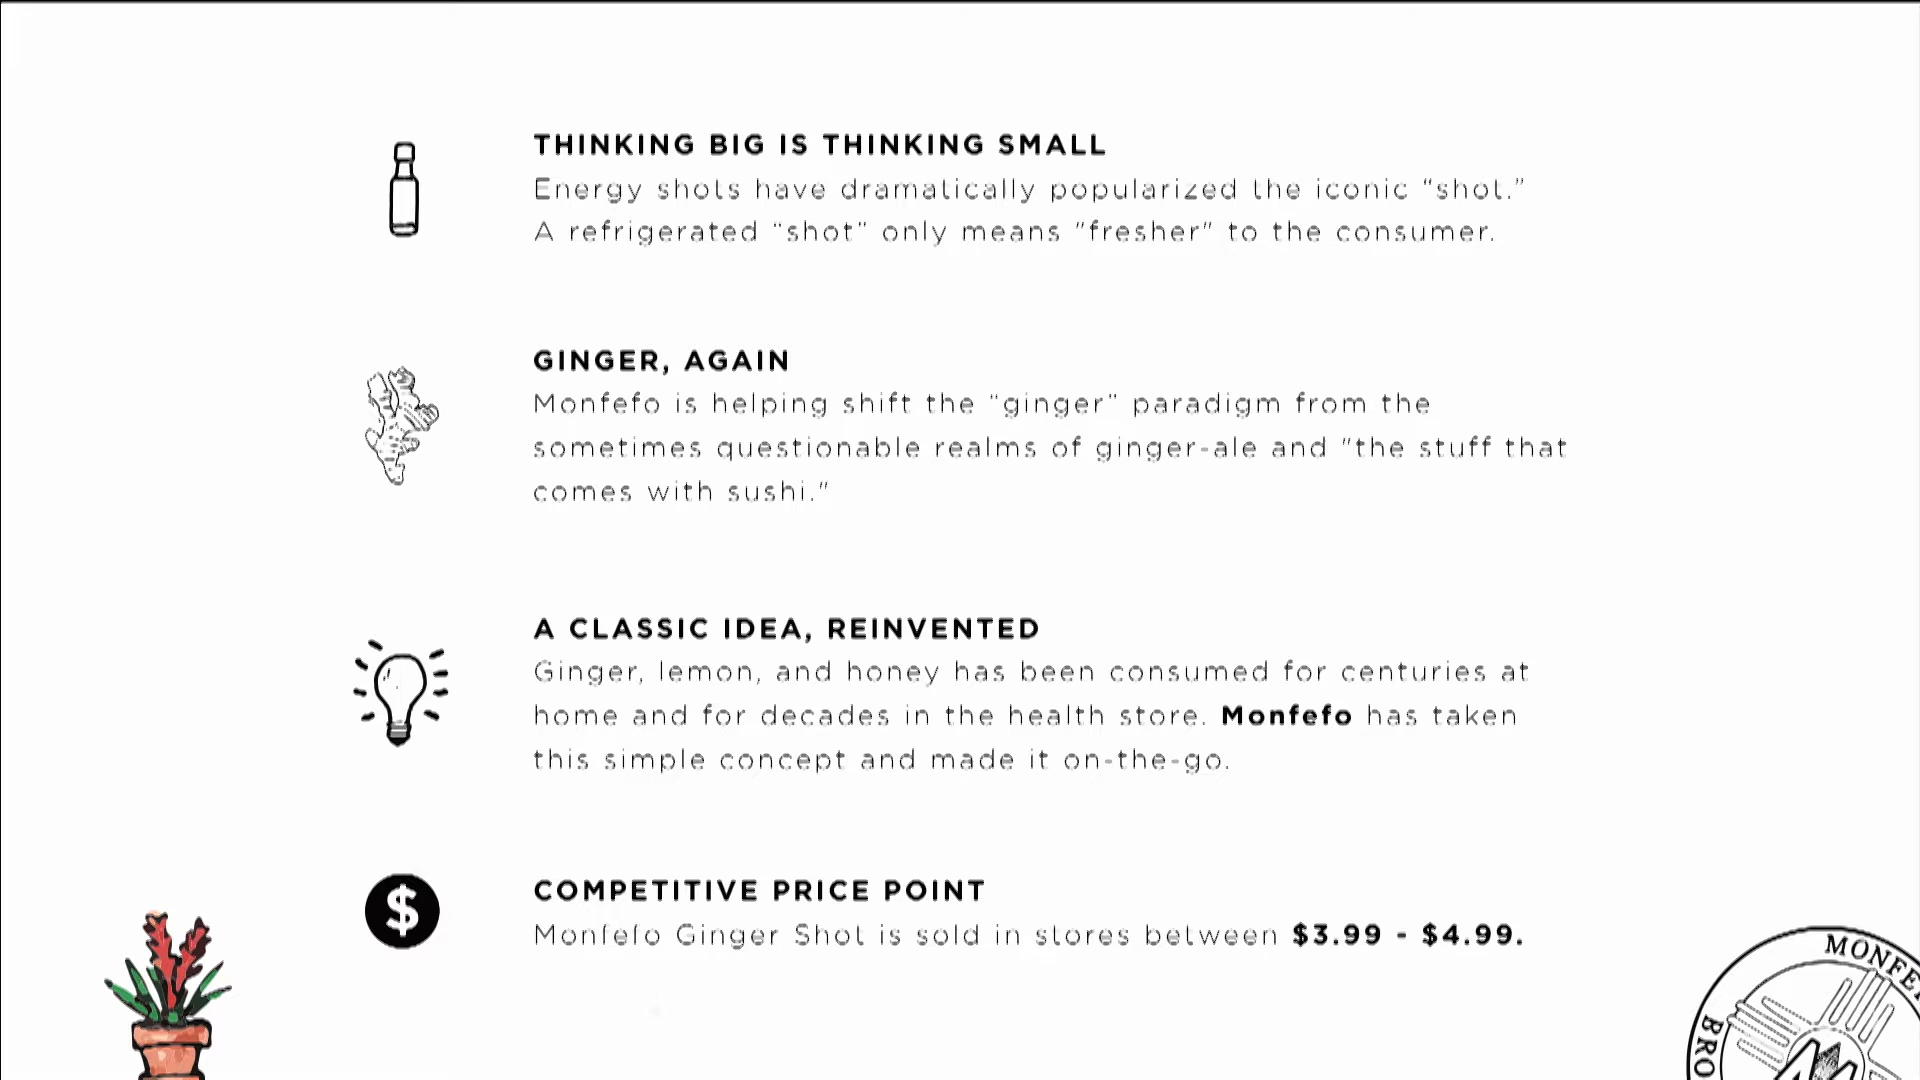 THINKING BIG IS THINKING SMALL
Energy shots have dramatically popularized the iconic “shot.”
A refrigerated “shot” only means “fresher” to the consumer.
GINGER, AGAIN
Monfefo is helping shift the “ginger” paradigm from the
sometimes questionable realms of ginger-ale and “the stuff that
comes with sushi.”
A CLASSIC IDEA, REINVENTED
Ginger, lemon, and honey has been consumed for centuries at
home and for decades in the health store. Monfefo has taken
this simple concept and made it on-the-go.
$
COMPETITIVE PRICE POINT
Monfefo Ginger Shot is sold in stores between $3.99 - $4.99.